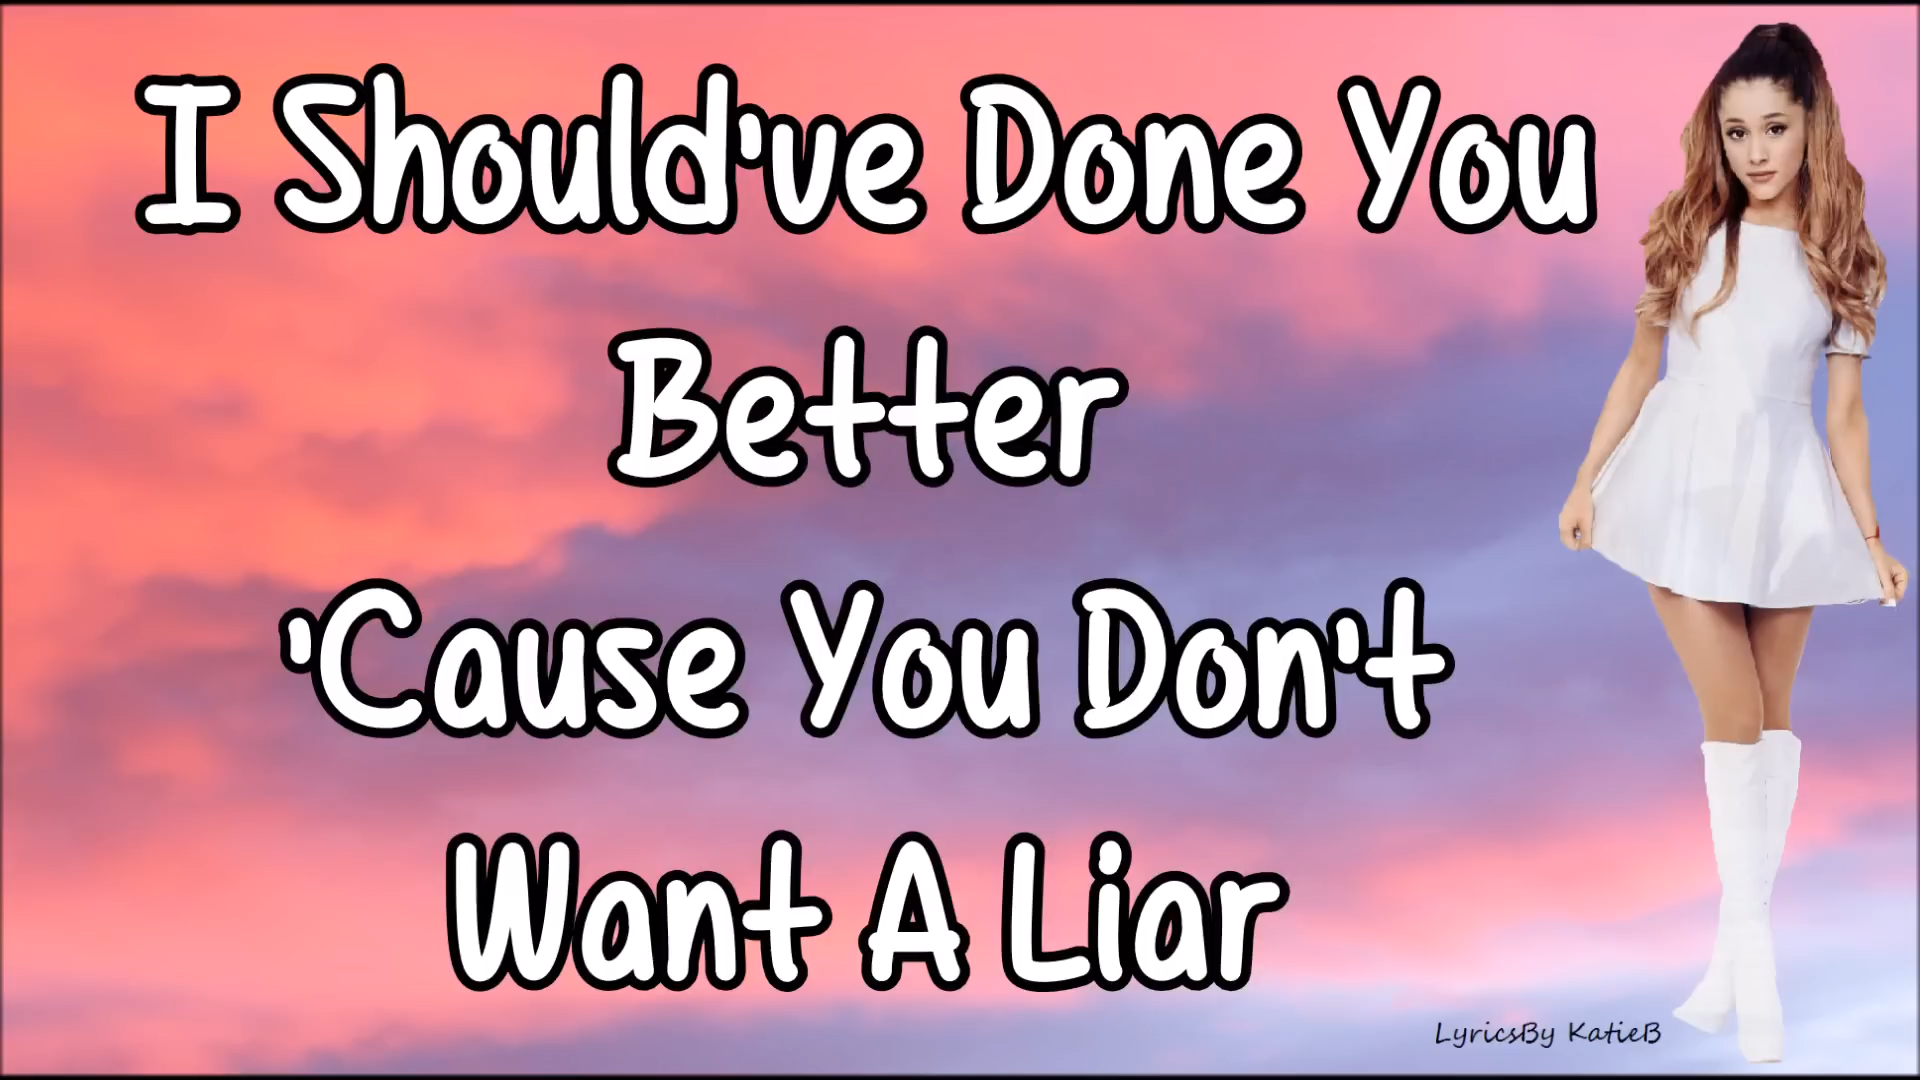 I Should've Done You
Better
'Cause You Don't
Want A Liar
LyricsBy KatieB